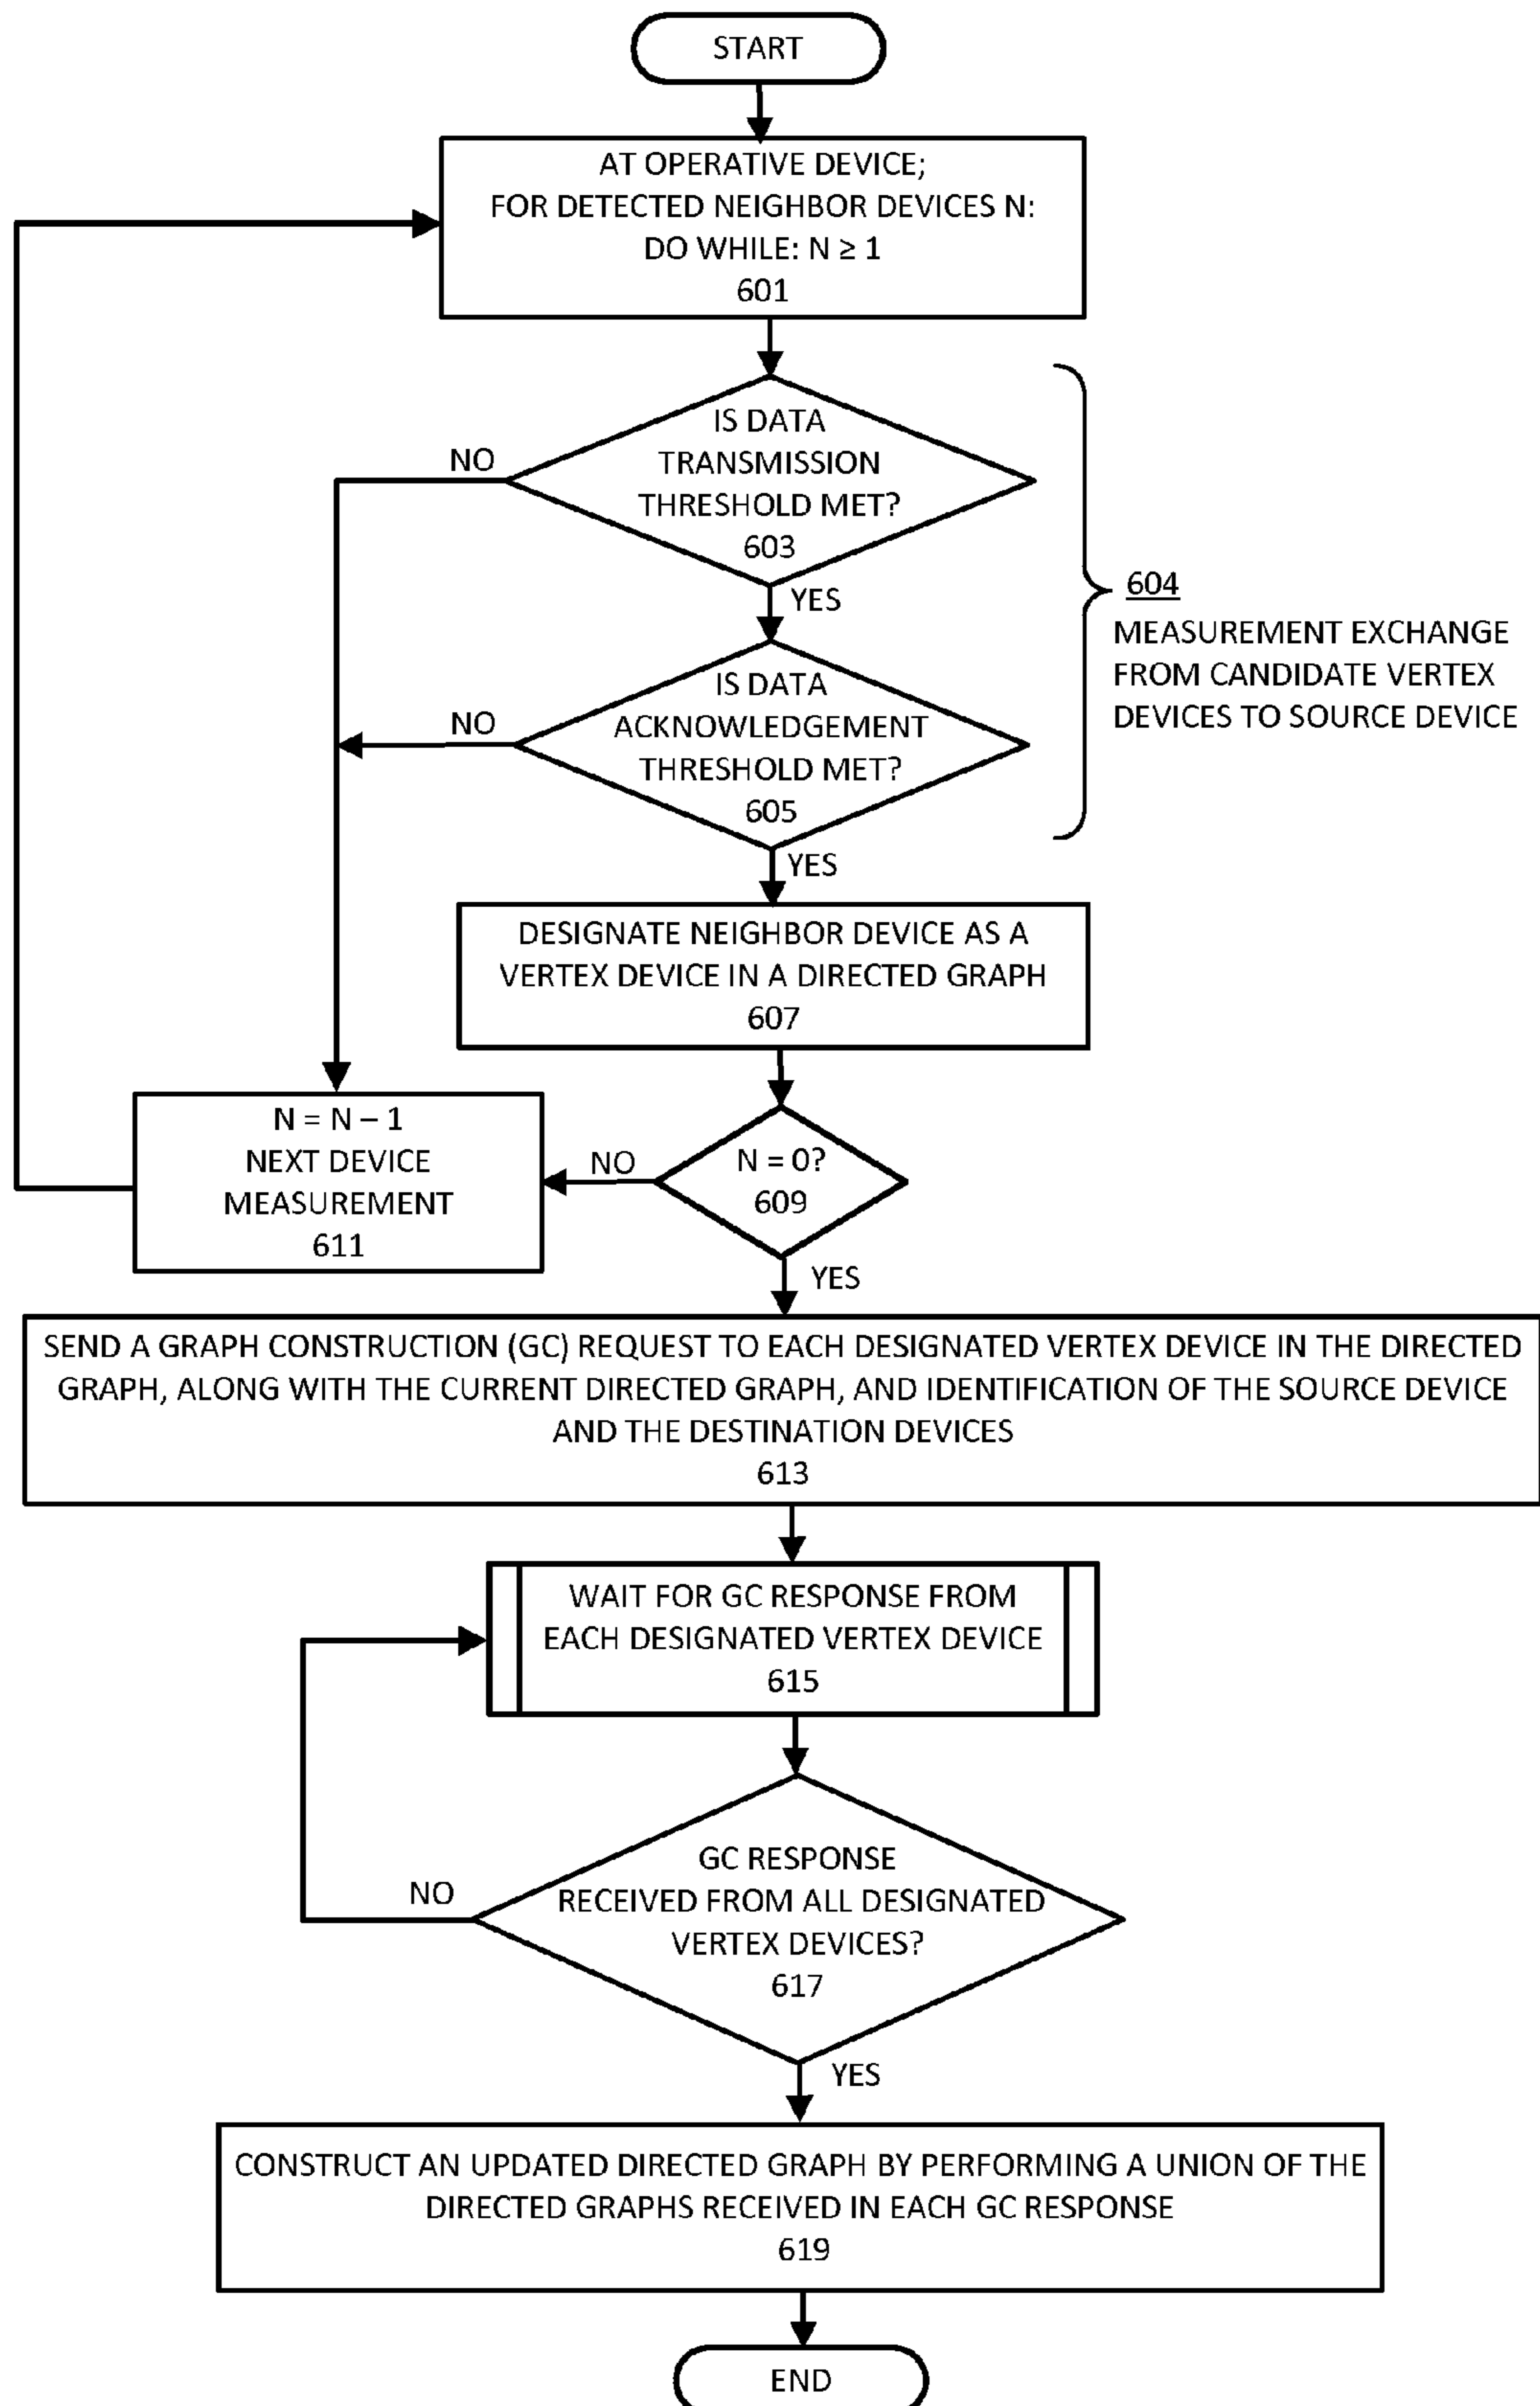 START
AT OPERATIVE DEVICE;
FOR DETECTED NEIGHBOR DEVICES N:
DO WHILE: N ≥ 1
601
IS DATA
TRANSMISSION
THRESHOLD MET?
603
NO
YES
604
MEASUREMENT EXCHANGE
FROM CANDIDATE VERTEX
DEVICES TO SOURCE DEVICE
IS DATA
ACKNOWLEDGEMENT
THRESHOLD MET?
605
NO
YES
DESIGNATE NEIGHBOR DEVICE AS A
VERTEX DEVICE IN A DIRECTED GRAPH
607
N = N – 1
NEXT DEVICE
MEASUREMENT
611
NO
N = 0?
609
YES
SEND A GRAPH CONSTRUCTION (GC) REQUEST TO EACH DESIGNATED VERTEX DEVICE IN THE DIRECTED
GRAPH, ALONG WITH THE CURRENT DIRECTED GRAPH, AND IDENTIFICATION OF THE SOURCE DEVICE
AND THE DESTINATION DEVICES
613
WAIT FOR GC RESPONSE FROM
EACH DESIGNATED VERTEX DEVICE
615
GC RESPONSE
RECEIVED FROM ALL DESIGNATED
VERTEX DEVICES?
617
NO
YES
CONSTRUCT AN UPDATED DIRECTED GRAPH BY PERFORMING A UNION OF THE
DIRECTED GRAPHS RECEIVED IN EACH GC RESPONSE
619
END